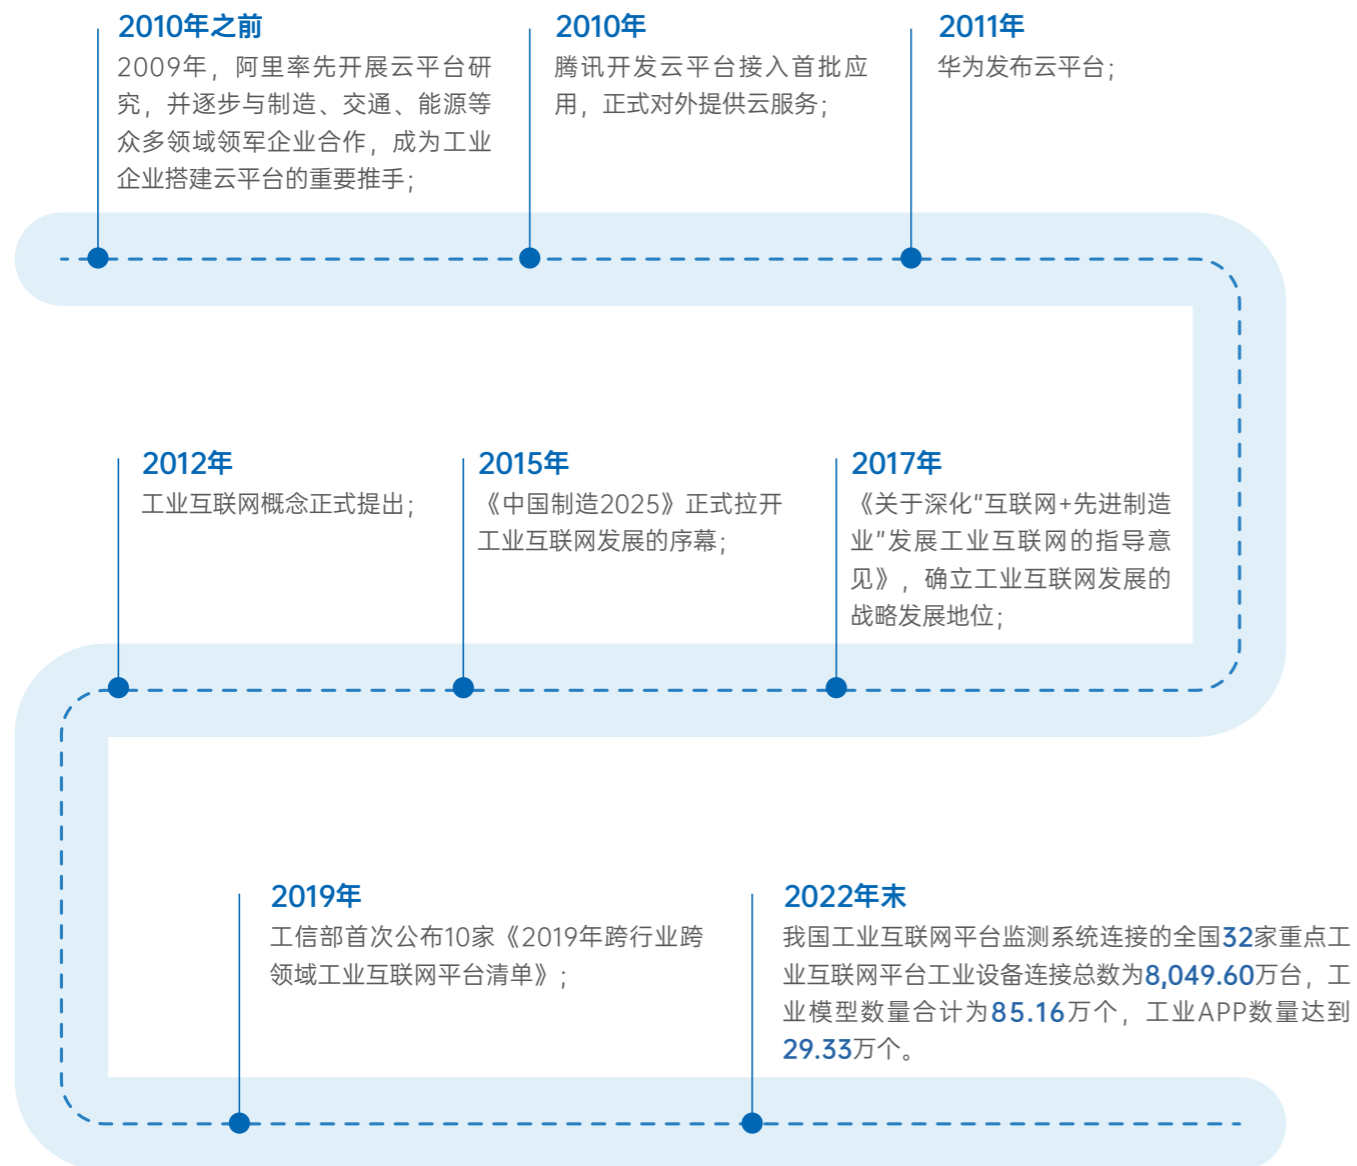 2010年之前
2009年，阿里率先开展云平台研
究，并逐步与制造、交通、能源等
众多领域领军企业合作，成为工业
企业搭建云平台的重要推手；
2010年
腾讯开发云平台接入首批应
用，正式对外提供云服务；
2011年
华为发布云平台；
2012年
工业互联网概念正式提出；
2015年
《中国制造2025》正式拉开
工业互联网发展的序幕；
2017年
《关于深化"互联网+先进制造
业"发展工业互联网的指导意
见》，确立工业互联网发展的
战略发展地位；
2019年
工信部首次公布10家《2019年跨行业跨
领域工业互联网平台清单》；
2022年末
我国工业互联网平台监测系统连接的全国32家重点工
业互联网平台工业设备连接总数为8,049.60万台，工
业模型数量合计为85.16万个，工业APP数量达到
29.33万个。